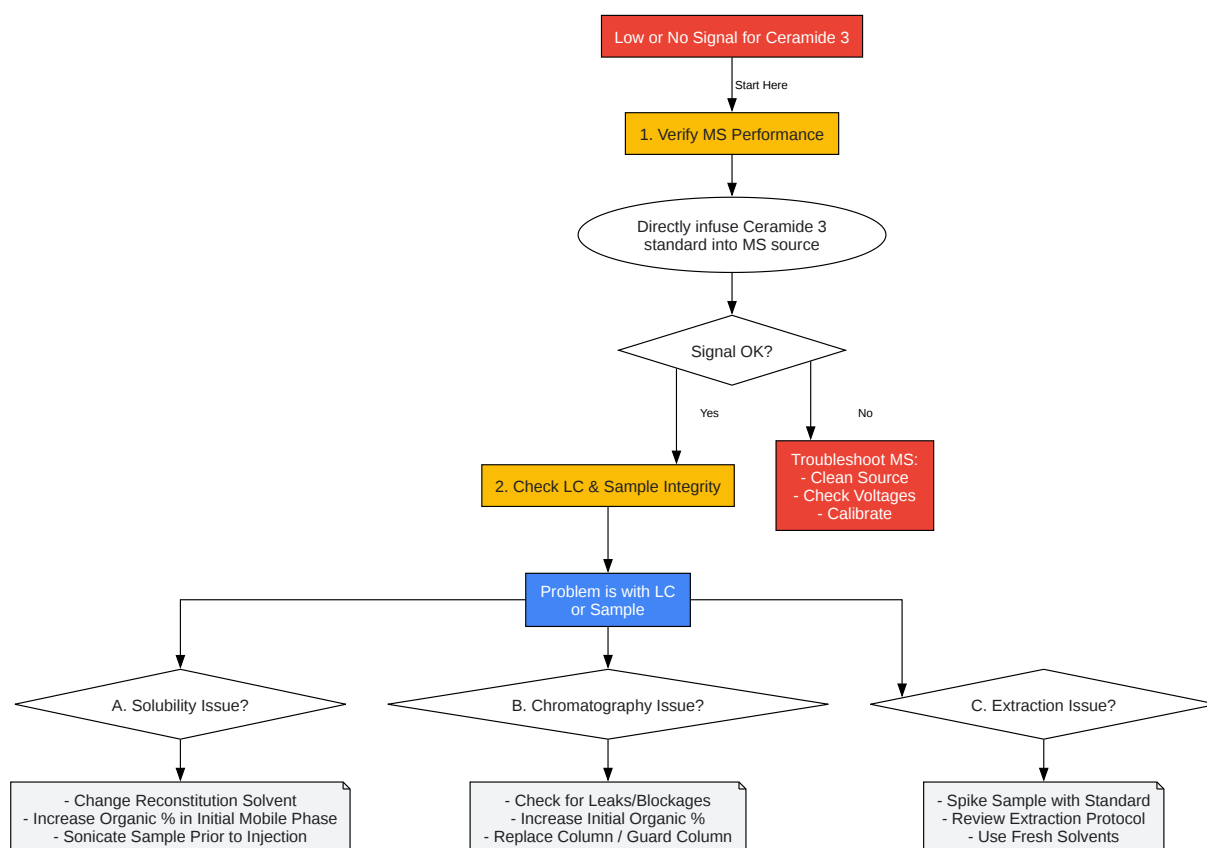 Low or No Signal for Ceramide 3
Start Here
1. Verify MS Performance
Directly infuse Ceramide 3
standard into MS source
Signal OK?
Yes
No
2. Check LC & Sample Integrity
Troubleshoot MS:
- Clean Source
- Check Voltages
- Calibrate
Problem is with LC
or Sample
A. Solubility Issue?
B. Chromatography Issue?
C. Extraction Issue?
- Change Reconstitution Solvent
- Increase Organic % in Initial Mobile Phase
- Sonicate Sample Prior to Injection
- Check for Leaks/Blockages
- Increase Initial Organic %
- Replace Column / Guard Column
- Spike Sample with Standard
- Review Extraction Protocol
- Use Fresh Solvents